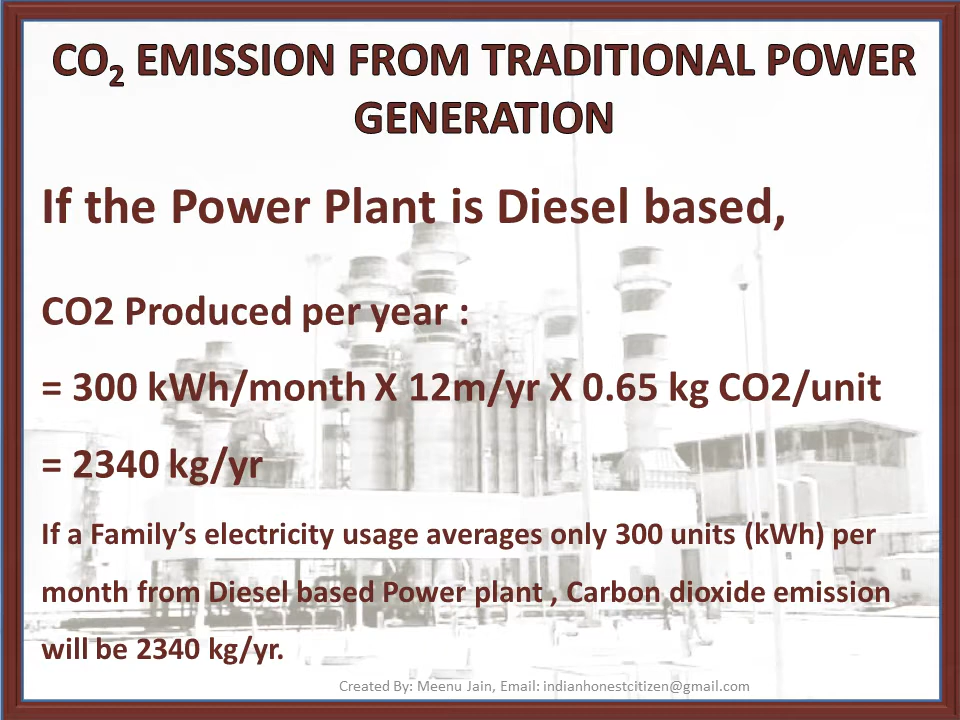 CO₂ EMISSION FROM TRADITIONAL POWER
GENERATION
If the Power Plant is Diesel based,
CO2 Produced per year :
= 300 kWh/month X 12m/yr X 0.65 kg CO2/unit
= 2340 kg/yr
If a Family’s electricity usage averages only 300 units (kWh) per
month from Diesel based Power plant , Carbon dioxide emission
will be 2340 kg/yr.
Created By: Meenu Jain, Email: indianhonestcitizen@gmail.com